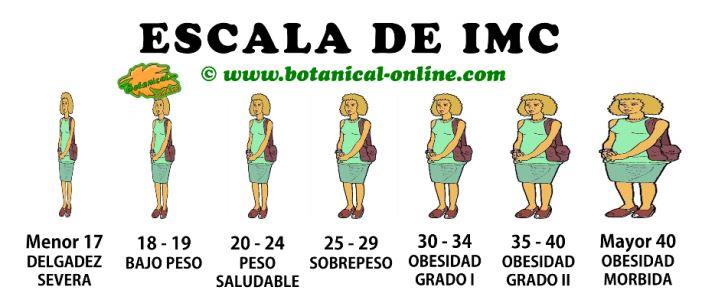 ESCALA DE IMC
© www.botanical-online.com
Botanical
Menor 17
DELGADEZ
SEVERA
18 - 19
BAJO PESO
20 - 24
PESO
SALUDABLE
25 - 29
SOBREPESO
30 - 34
OBESIDAD
GRADO I
35 - 40
OBESIDAD
GRADO II
Mayor 40
OBESIDAD
MORBIDA